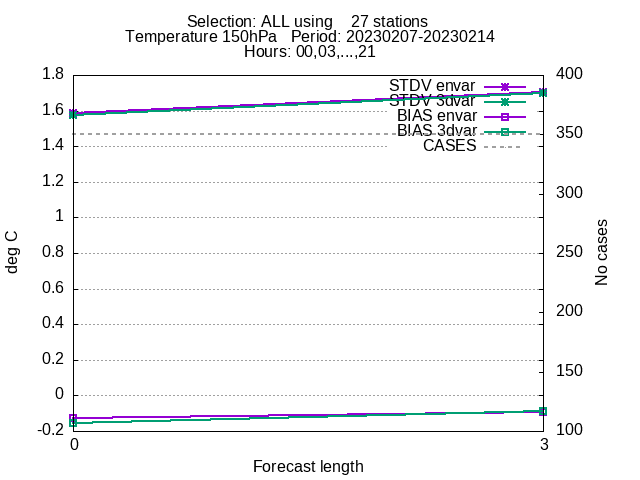 Selection: ALL using    27 stations
Temperature 150hPa   Period: 20230207-20230214
Hours: 00,03,...,21
1.8
1.6
1.4
1.2
1
0.8
0.6
0.4
0.2
0
-0.2
deg C
STDV envar
STDV 3dvar
BIAS envar
BIAS 3dvar
CASES
400
350
300
250
200
150
100
No cases
0
3
Forecast length